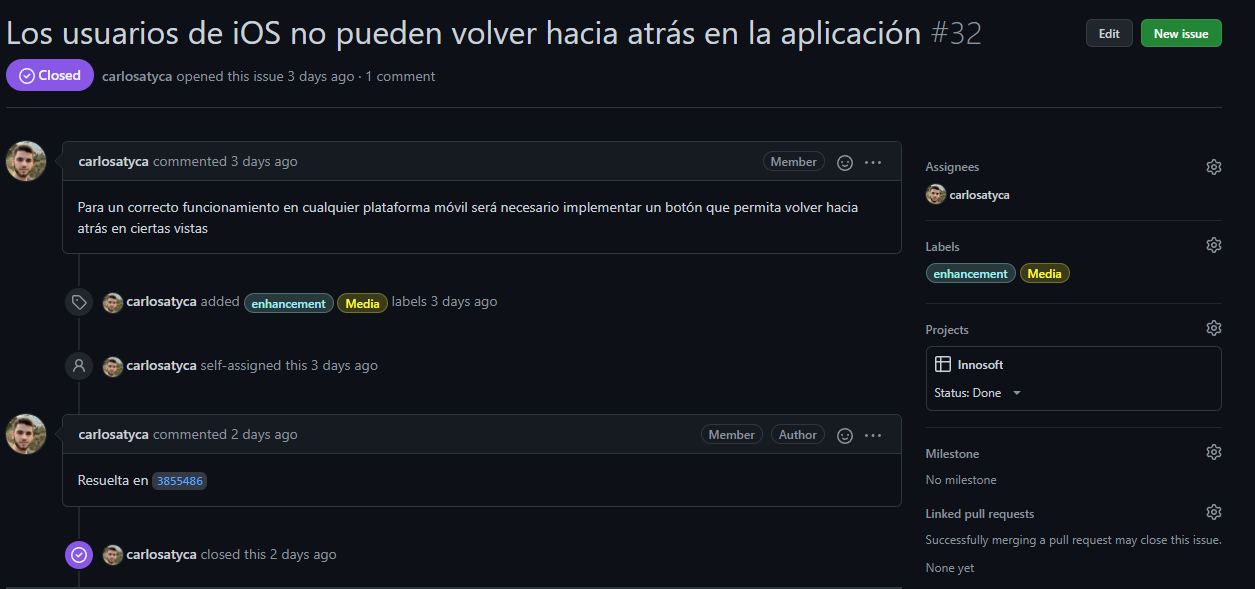 Los usuarios de iOS no pueden volver hacia atrás en la aplicación #32
Edit
New issue
Closed
carlosatyca opened this issue 3 days ago · 1 comment
carlosatyca commented 3 days ago
Member
Para un correcto funcionamiento en cualquier plataforma móvil será necesario implementar un botón que permita volver hacia
atrás en ciertas vistas
carlosatyca added enhancement Media labels 3 days ago
carlosatyca self-assigned this 3 days ago
carlosatyca commented 2 days ago
Member
Author
Resuelta en 3855486
carlosatyca closed this 2 days ago
Assignees
carlosatyca
Labels
enhancement Media
Projects
Innosoft
Status: Done
Milestone
No milestone
Linked pull requests
Successfully merging a pull request may close this issue.
None yet